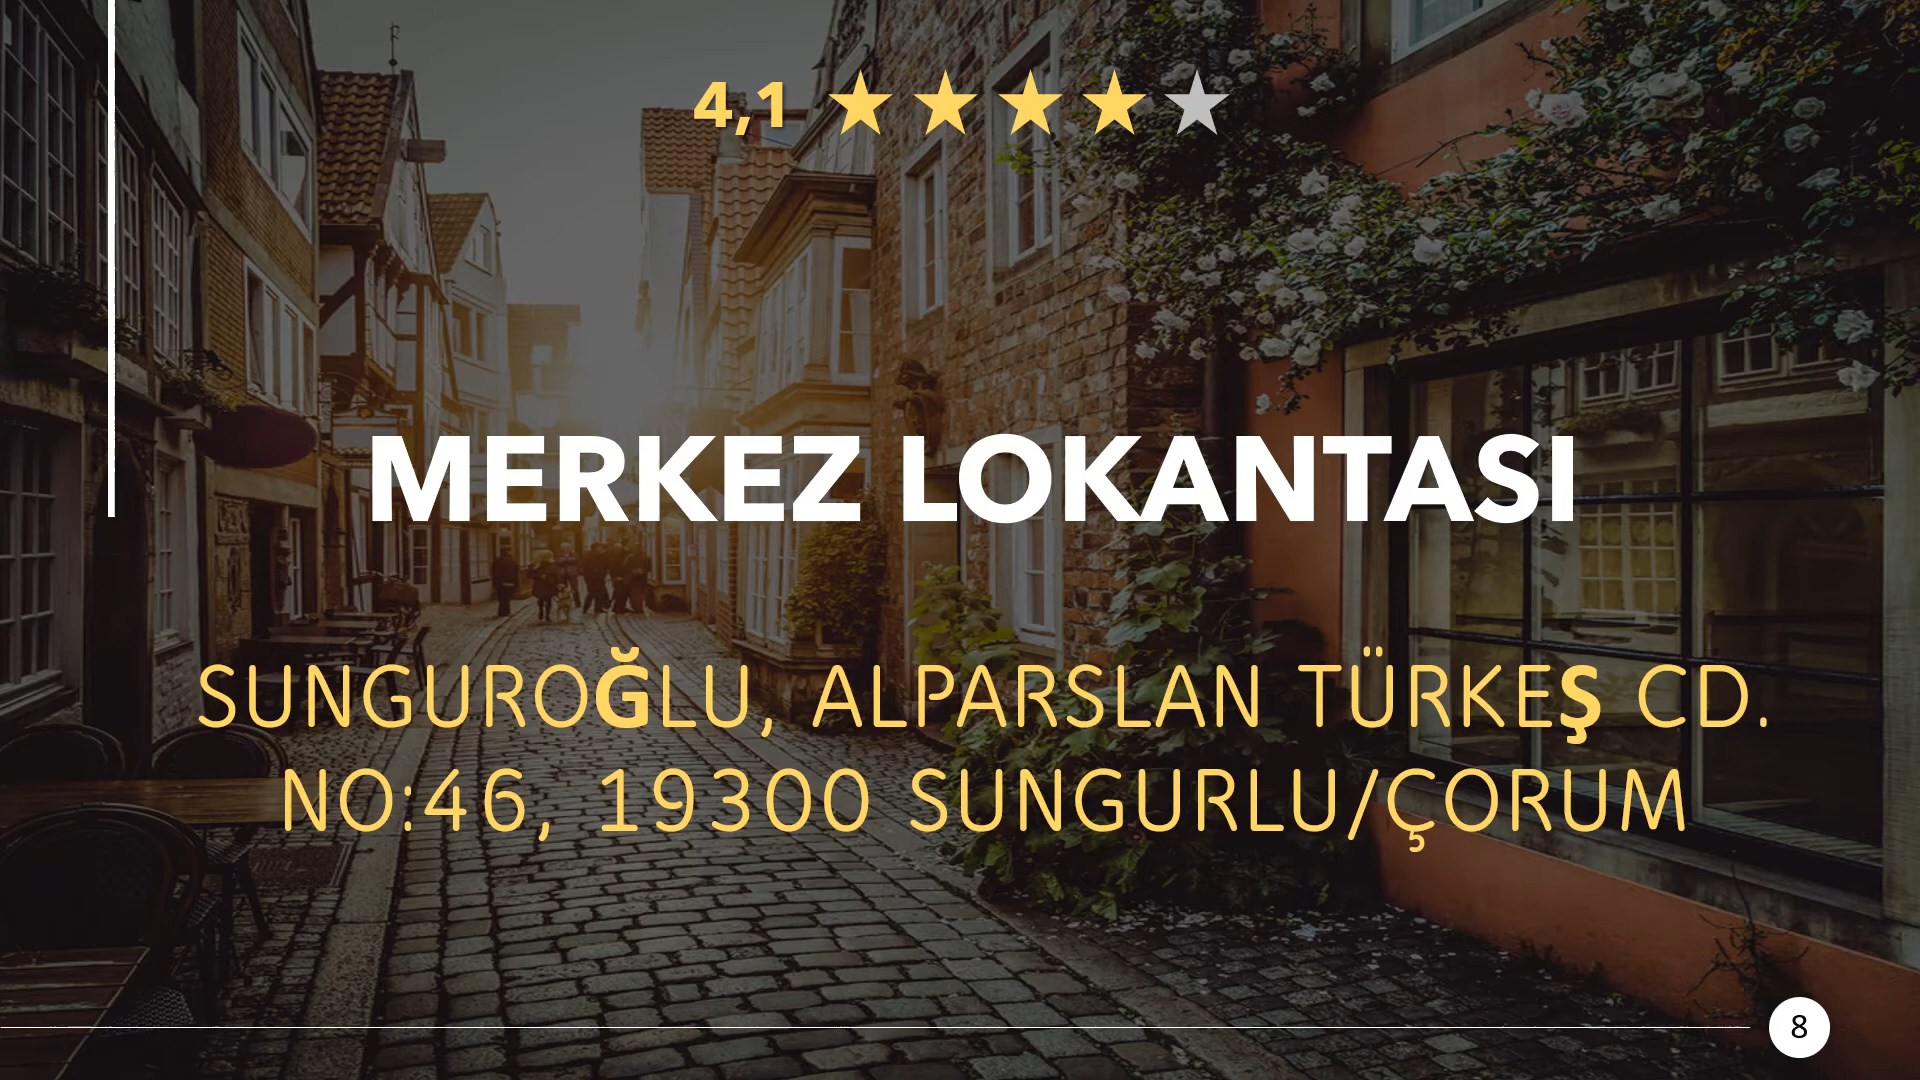 4,1
MERKEZ LOKANTASI
SUNGUROĞLU, ALPARSLAN TÜRKEŞ CD.
NO:46, 19300 SUNGURLU/ÇORUM
8